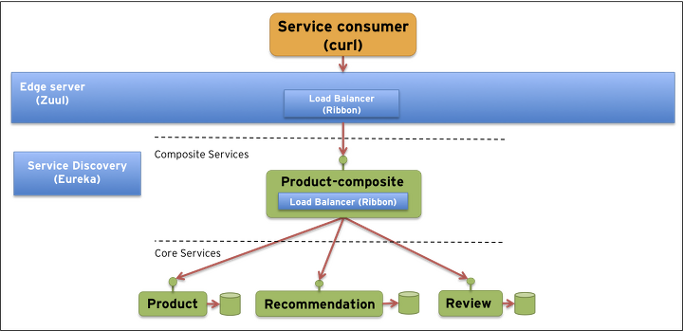 Service consumer
(curl)
Edge server
(Zuul)
Load Balancer
(Ribbon)
Composite Services
Service Discovery
(Eureka)
Product-composite
Load Balancer (Ribbon)
Core Services
Product
Recommendation
Review